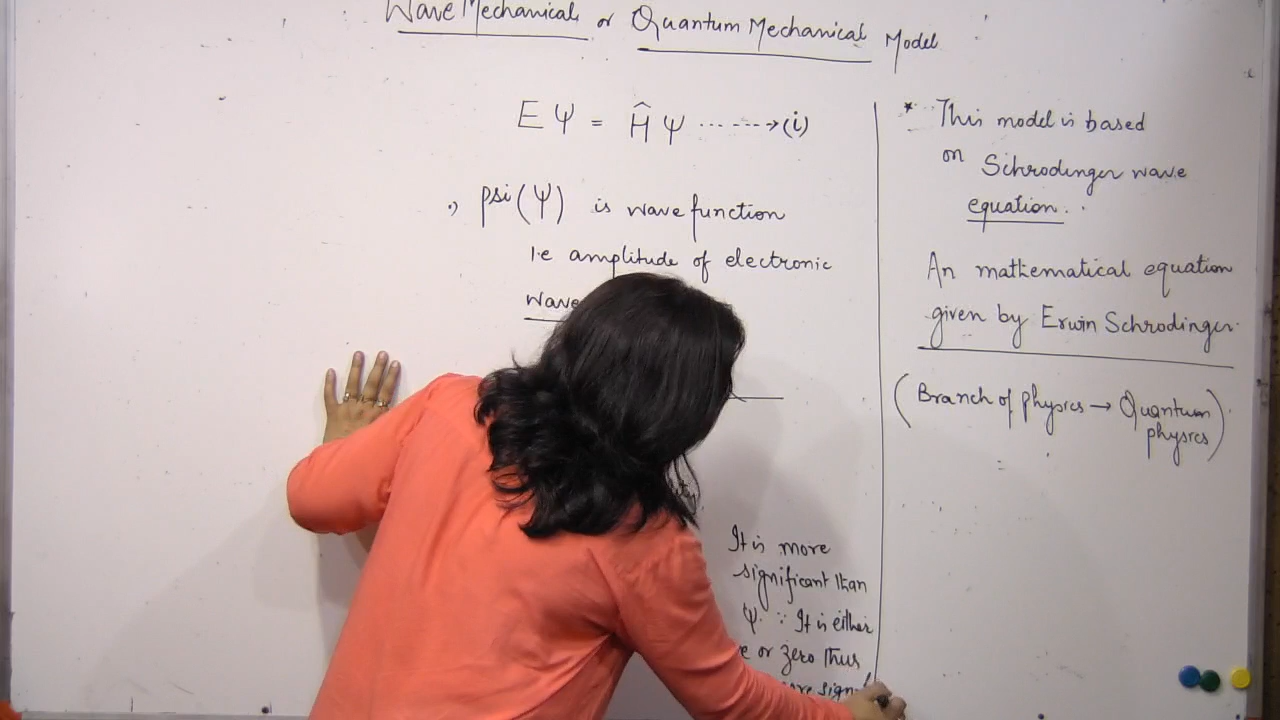 Wave Mechanical or Quantum Mechanical Model
E Ψ = Ĥ Ψ ········→ (i)
·) psi (Ψ) is wave function
i.e amplitude of electronic
wave
It is more
significant than
Ψ. ∵ It is either
or zero thus
* This model is based
on Schrodinger wave
equation.
An mathematical equation
given by Erwin Schrodinger.
(Branch of physics → Quantum
physics)